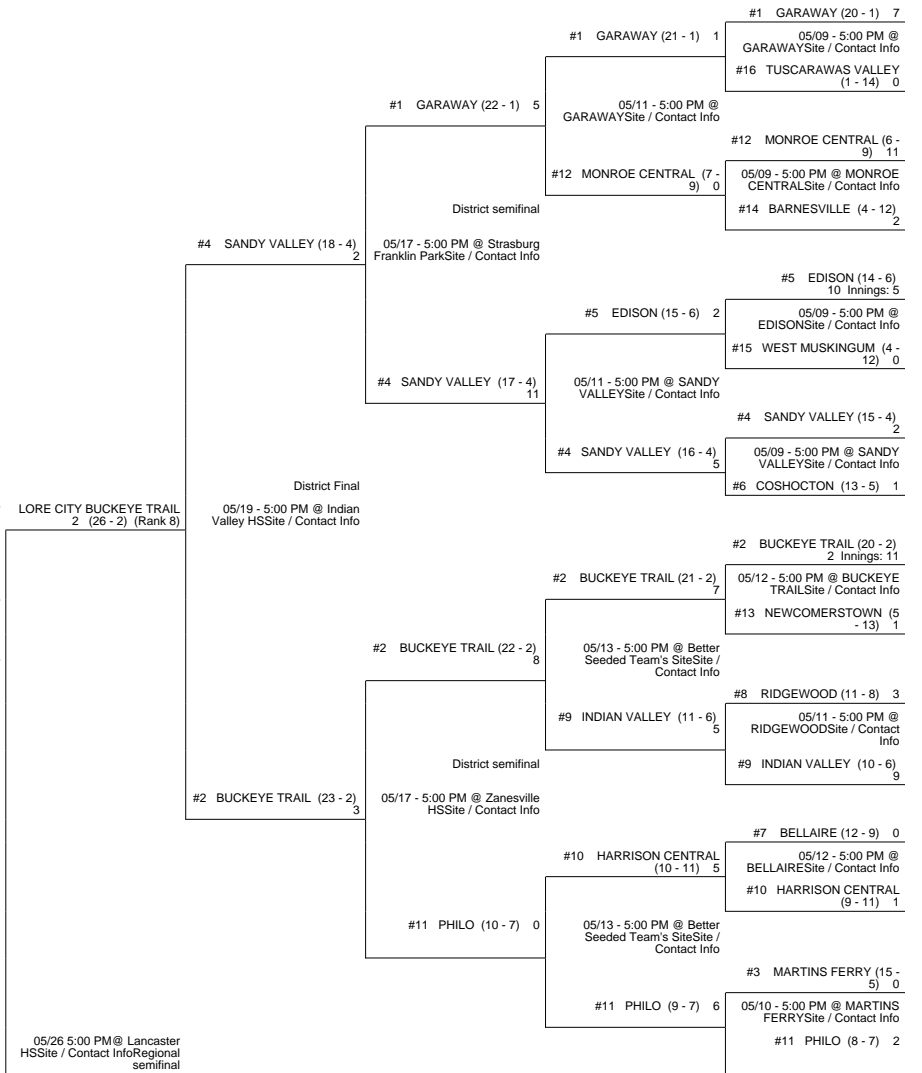 #1 GARAWAY (20 - 1) 7
#1 GARAWAY (21 - 1) 1
05/09 - 5:00 PM @
GARAWAYSite / Contact Info
#16 TUSCARAWAS VALLEY
(1 - 14) 0
#1 GARAWAY (22 - 1) 5
05/11 - 5:00 PM @
GARAWAYSite / Contact Info
#12 MONROE CENTRAL (6 -
9) 11
#12 MONROE CENTRAL (7 -
9) 0
05/09 - 5:00 PM @ MONROE
CENTRALSite / Contact Info
#14 BARNESVILLE (4 - 12)
2
District semifinal
#4 SANDY VALLEY (18 - 4)
2
05/17 - 5:00 PM @ Strasburg
Franklin ParkSite / Contact Info
#5 EDISON (14 - 6)
10 Innings: 5
#5 EDISON (15 - 6) 2
05/09 - 5:00 PM @
EDISONSite / Contact Info
#15 WEST MUSKINGUM (4 -
12) 0
#4 SANDY VALLEY (17 - 4)
11
05/11 - 5:00 PM @ SANDY
VALLEYSite / Contact Info
#4 SANDY VALLEY (15 - 4)
2
#4 SANDY VALLEY (16 - 4)
5
05/09 - 5:00 PM @ SANDY
VALLEYSite / Contact Info
#6 COSHOCTON (13 - 5) 1
District Final
LORE CITY BUCKEYE TRAIL
2 (26 - 2) (Rank 8)
05/19 - 5:00 PM @ Indian
Valley HSSite / Contact Info
#2 BUCKEYE TRAIL (20 - 2)
2 Innings: 11
#2 BUCKEYE TRAIL (21 - 2)
7
05/12 - 5:00 PM @ BUCKEYE
TRAILSite / Contact Info
#13 NEWCOMERSTOWN (5
- 13) 1
#2 BUCKEYE TRAIL (22 - 2)
8
05/13 - 5:00 PM @ Better
Seeded Team's SiteSite /
Contact Info
#8 RIDGEWOOD (11 - 8) 3
#9 INDIAN VALLEY (11 - 6)
5
05/11 - 5:00 PM @
RIDGEWOODSite / Contact
Info
#9 INDIAN VALLEY (10 - 6)
9
District semifinal
#2 BUCKEYE TRAIL (23 - 2)
3
05/17 - 5:00 PM @ Zanesville
HSSite / Contact Info
#7 BELLAIRE (12 - 9) 0
#10 HARRISON CENTRAL
(10 - 11) 5
05/12 - 5:00 PM @
BELLAIRESite / Contact Info
#10 HARRISON CENTRAL
(9 - 11) 1
#11 PHILO (10 - 7) 0
05/13 - 5:00 PM @ Better
Seeded Team's SiteSite /
Contact Info
#3 MARTINS FERRY (15 -
5) 0
#11 PHILO (9 - 7) 6
05/10 - 5:00 PM @ MARTINS
FERRYSite / Contact Info
#11 PHILO (8 - 7) 2
05/26 5:00 PM@ Lancaster
HSSite / Contact InfoRegional
semifinal